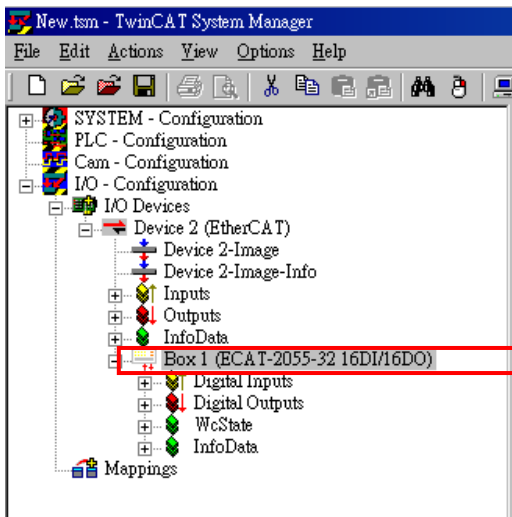 New.tsm - TwinCAT System Manager
File Edit Actions View Options Help
SYSTEM - Configuration
PLC - Configuration
Cam - Configuration
I/O - Configuration
I/O Devices
Device 2 (EtherCAT)
Device 2-Image
Device 2-Image-Info
Inputs
Outputs
InfoData
Box 1 (ECAT-2055-32 16DI/16DO)
Digital Inputs
Digital Outputs
WcState
InfoData
Mappings